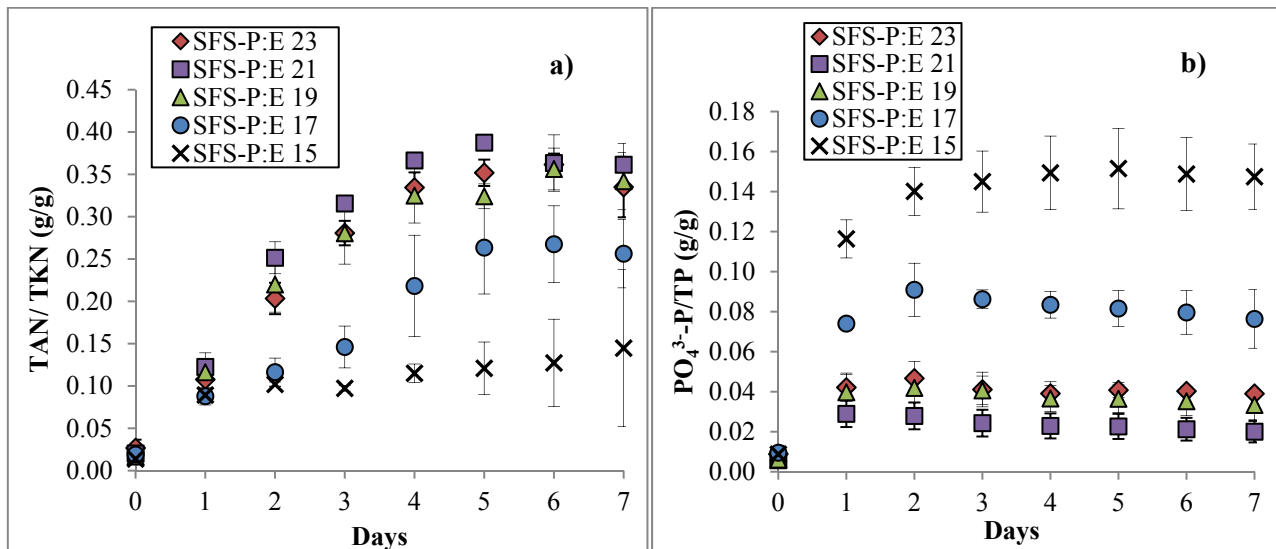 SFS-P:E 23
SFS-P:E 21
SFS-P:E 19
SFS-P:E 17
SFS-P:E 15
a)
0.45
0.40
0.35
0.30
0.25
0.20
0.15
0.10
0.05
0.00
TAN/ TKN (g/g)
0 1 2 3 4 5 6 7
Days
SFS-P:E 23
SFS-P:E 21
SFS-P:E 19
SFS-P:E 17
SFS-P:E 15
b)
0.18
0.16
0.14
0.12
0.10
0.08
0.06
0.04
0.02
0.00
PO₄³⁻-P/TP (g/g)
0 1 2 3 4 5 6 7
Days